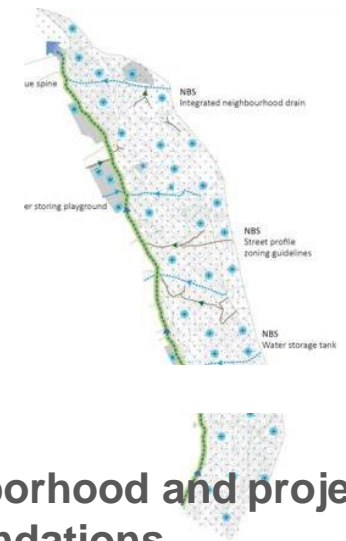 NBS
ue spine
Integrated neighbourhood drain
er storing playground
NBS
Street profile
zoning guidelines
NBS
Water storage tank
borhood and proje
ndations